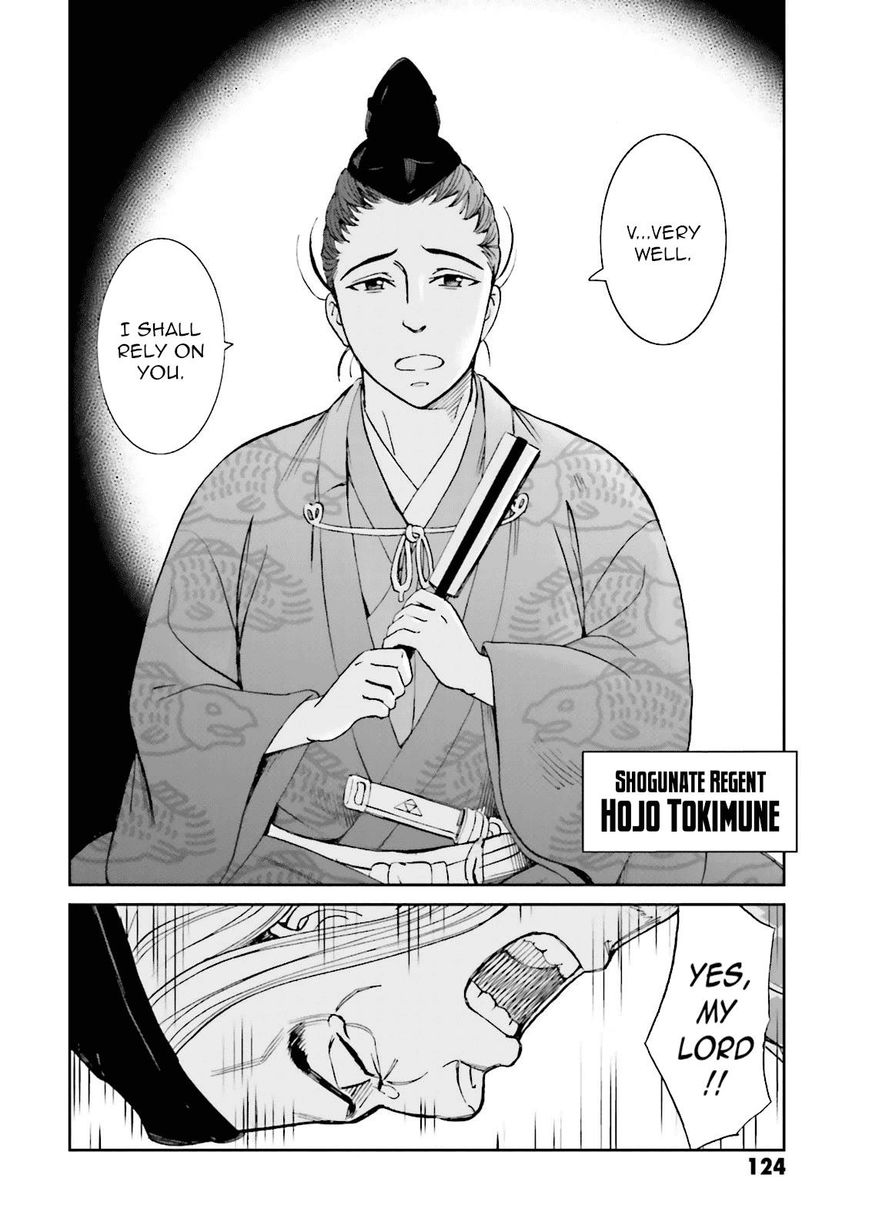 V...VERY
WELL.
I SHALL
RELY ON
YOU.
SHOGUNATE REGENT
HOJO TOKIMUNE
YES,
MY
LORD
!!
124